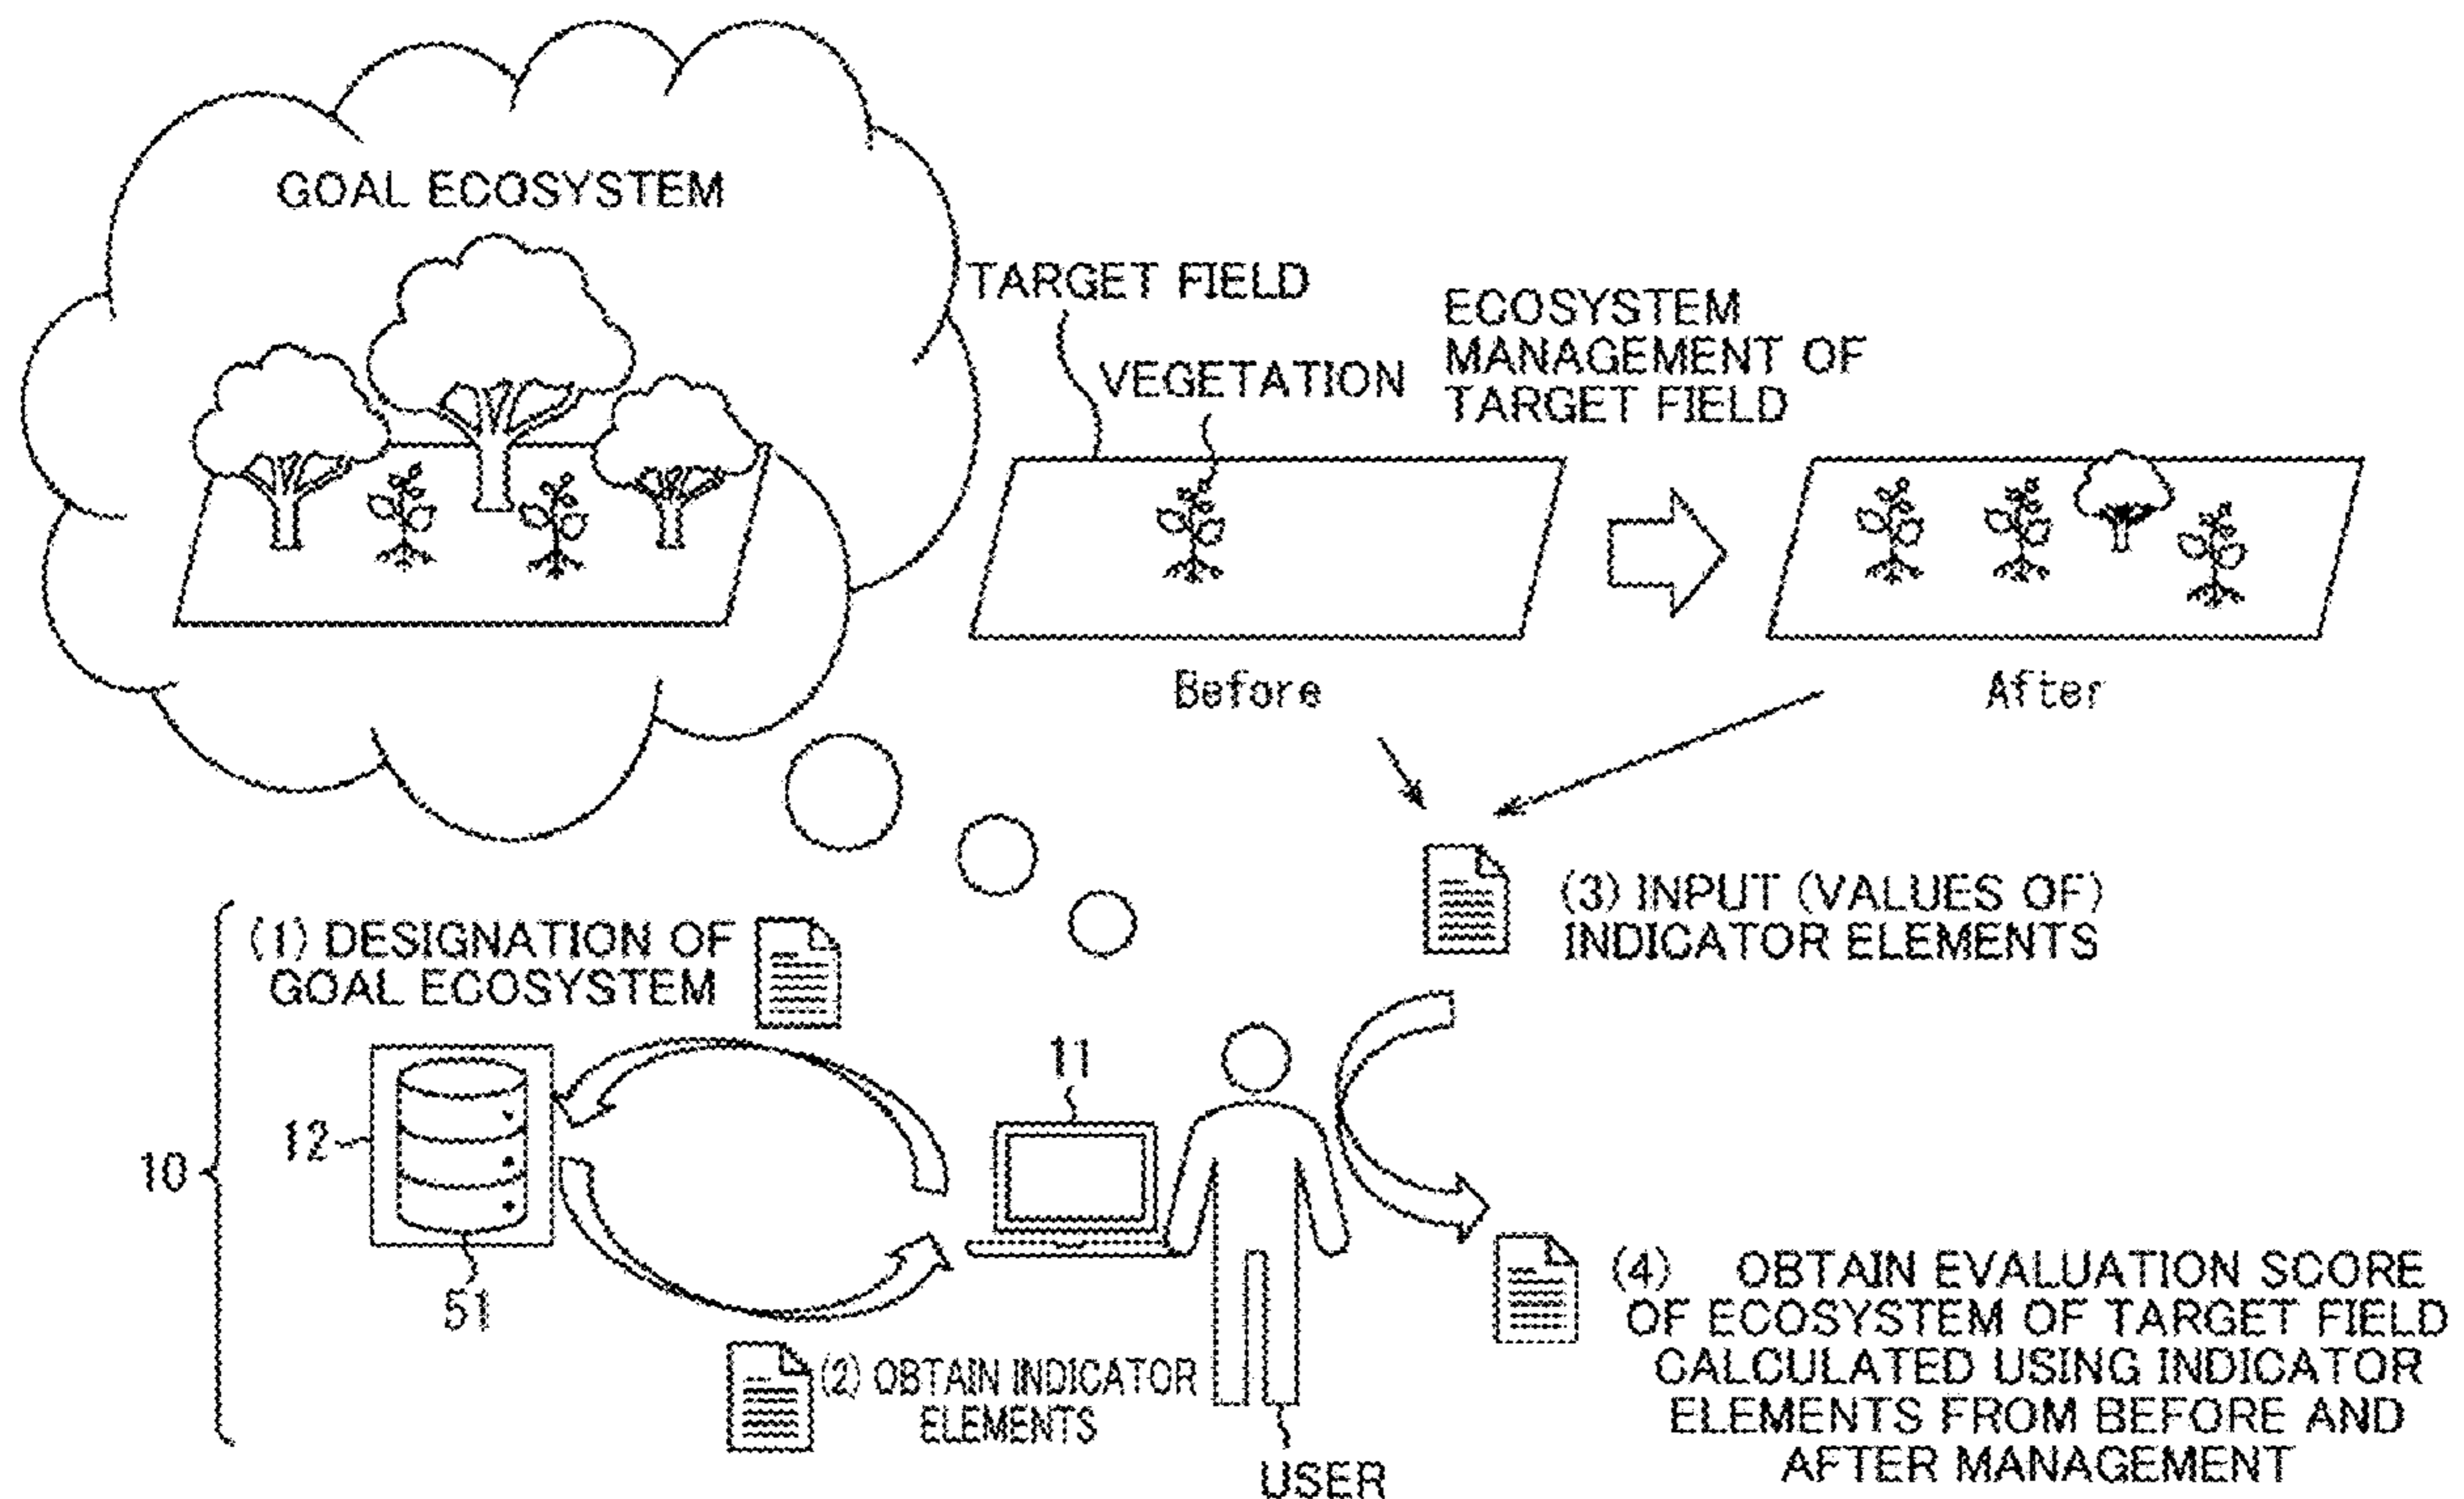 GOAL ECOSYSTEM
TARGET FIELD
VEGETATION
ECOSYSTEM
MANAGEMENT OF
TARGET FIELD
Before
After
(3) INPUT (VALUES OF)
INDICATOR ELEMENTS
(1) DESIGNATION OF
GOAL ECOSYSTEM
11
12
10
51
(2) OBTAIN INDICATOR
ELEMENTS
USER
(4) OBTAIN EVALUATION SCORE
OF ECOSYSTEM OF TARGET FIELD
CALCULATED USING INDICATOR
ELEMENTS FROM BEFORE AND
AFTER MANAGEMENT